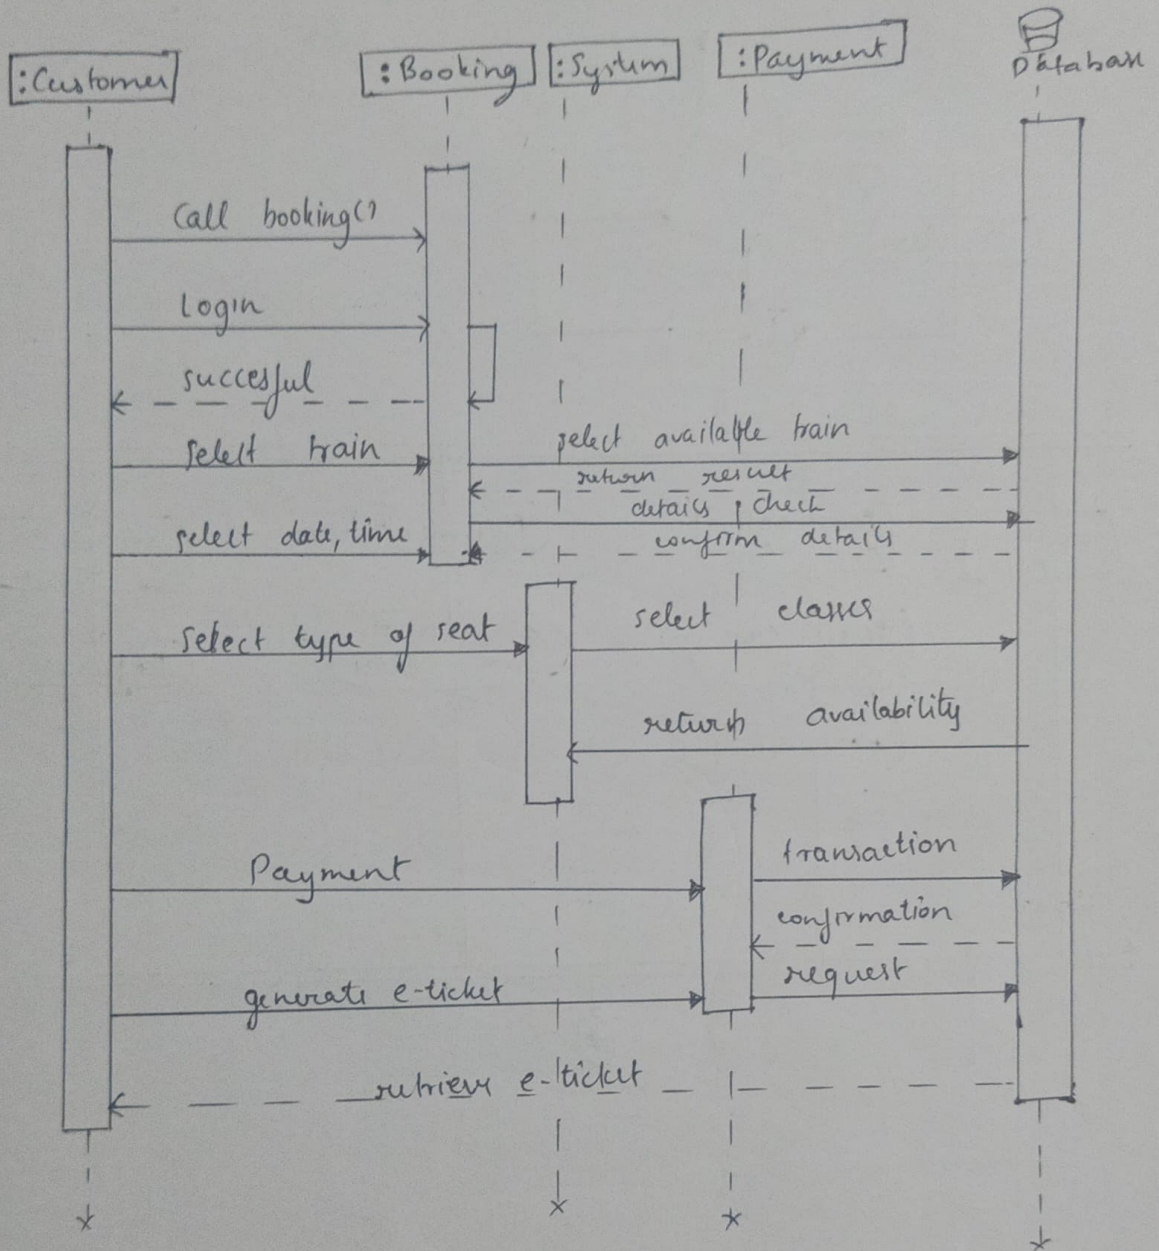 :Customer
:Booking
:System
:Payment
Database
Call booking()
Login
succesful
select train
select available train
return result
details check
select date, time
confirm details
select type of seat
select classes
return availability
Payment
transaction
confirmation
request
generate e-ticket
retrieve e-ticket